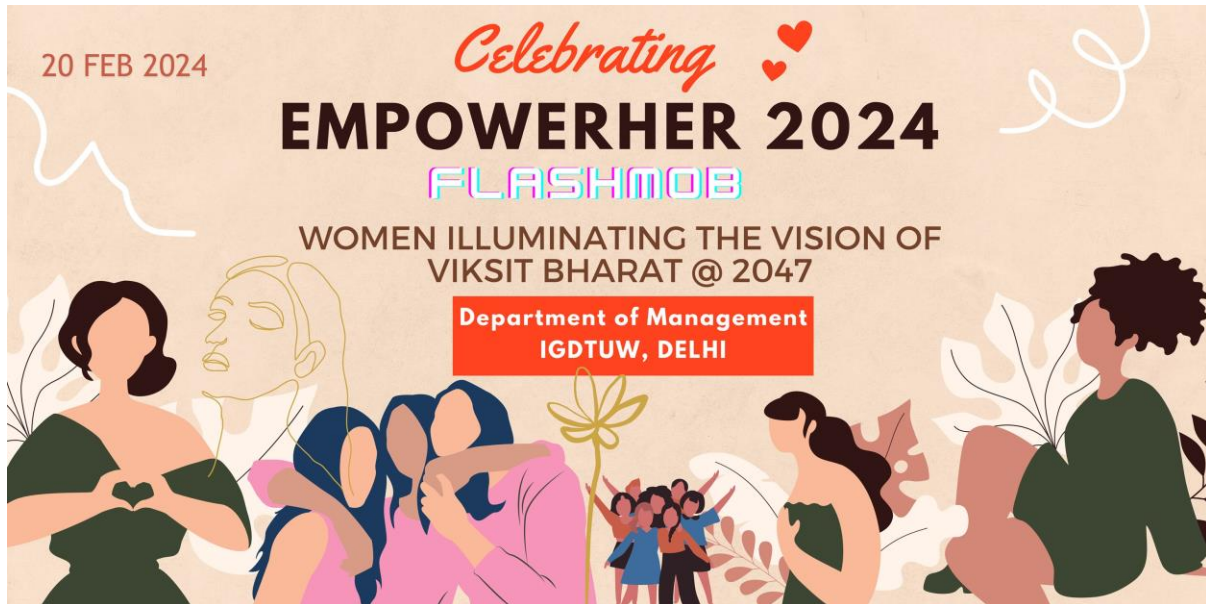 20 FEB 2024
Celebrating
EMPOWERHER 2024
FLASHMOB
WOMEN ILLUMINATING THE VISION OF
VIKSIT BHARAT @ 2047
Department of Management
IGDTUW, DELHI